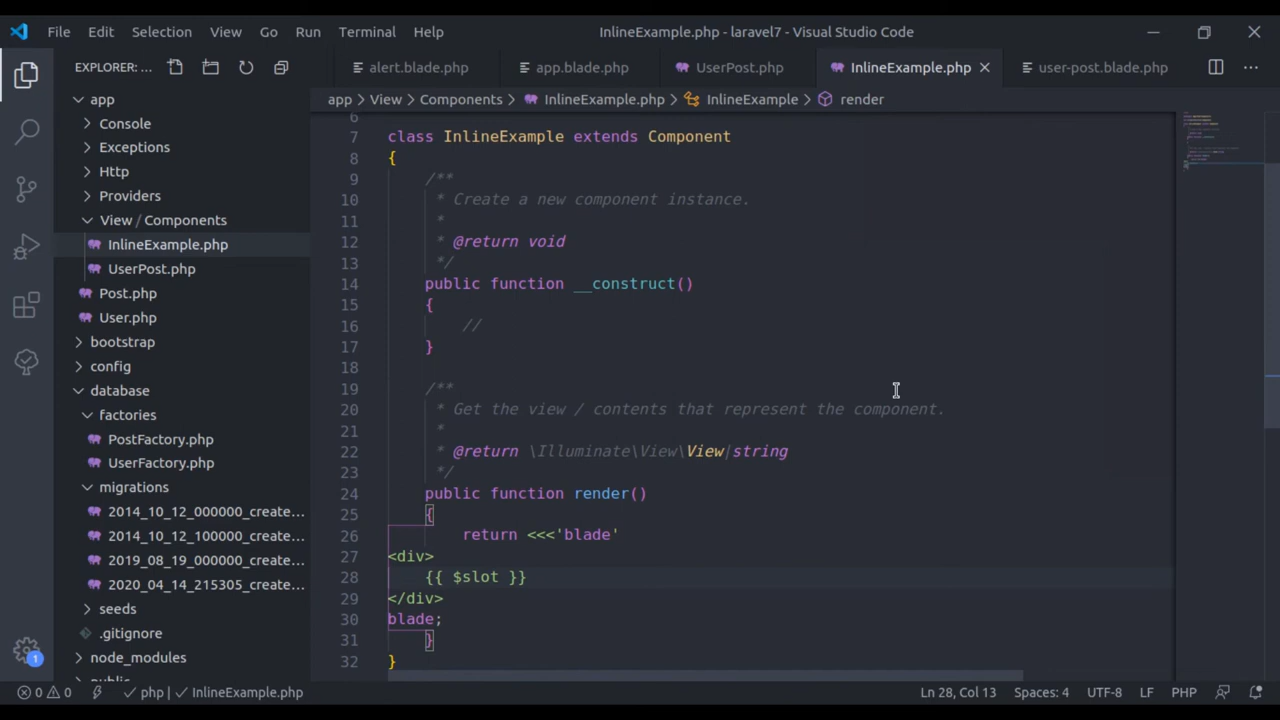 File Edit Selection View Go Run Terminal Help InlineExample.php - laravel7 - Visual Studio Code
EXPLORER: ... alert.blade.php app.blade.php UserPost.php InlineExample.php user-post.blade.php
app > View > Components > InlineExample.php > InlineExample > render
app
Console
Exceptions
Http
Providers
View / Components
InlineExample.php
UserPost.php
Post.php
User.php
bootstrap
config
database
factories
PostFactory.php
UserFactory.php
migrations
2014_10_12_000000_create...
2014_10_12_100000_create...
2019_08_19_000000_create...
2020_04_14_215305_create...
seeds
.gitignore
node_modules
public
1
6
7 class InlineExample extends Component
8 {
9 /**
10 * Create a new component instance.
11 *
12 * @return void
13 */
14 public function __construct()
15 {
16 //
17 }
18
19 /**
20 * Get the view / contents that represent the component.
21 *
22 * @return \Illuminate\View\View|string
23 */
24 public function render()
25 {
26 return <<<'blade'
27 <div>
28 {{ $slot }}
29 </div>
30 blade;
31 }
32 }
0 0 php InlineExample.php Ln 28, Col 13 Spaces: 4 UTF-8 LF PHP